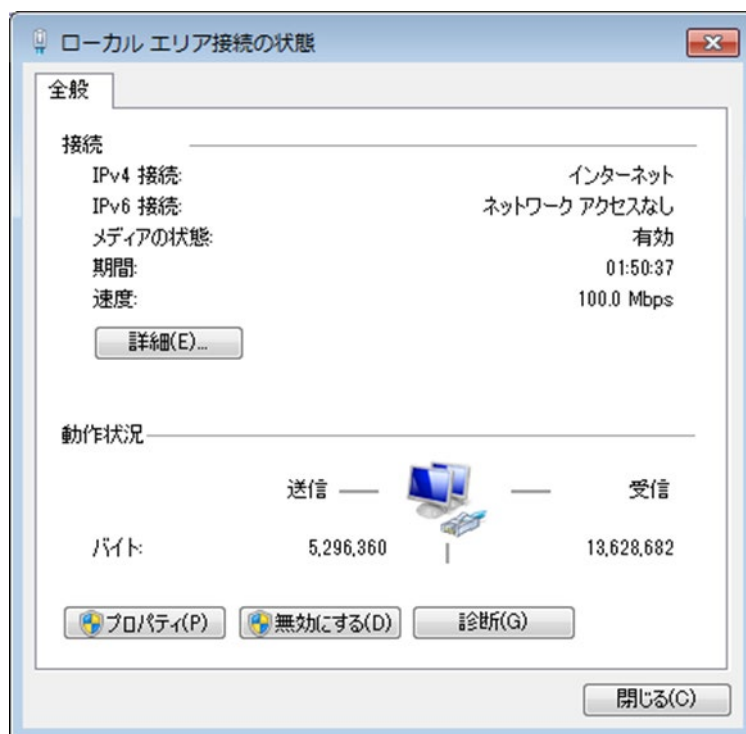 ローカル エリア接続の状態
全般
接続
IPv4 接続: インターネット
IPv6 接続: ネットワーク アクセスなし
メディアの状態: 有効
期間: 01:50:37
速度: 100.0 Mbps
詳細(E)...
動作状況
送信 受信
バイト: 5,296,360 13,628,682
プロパティ(P) 無効にする(D) 診断(G)
閉じる(C)